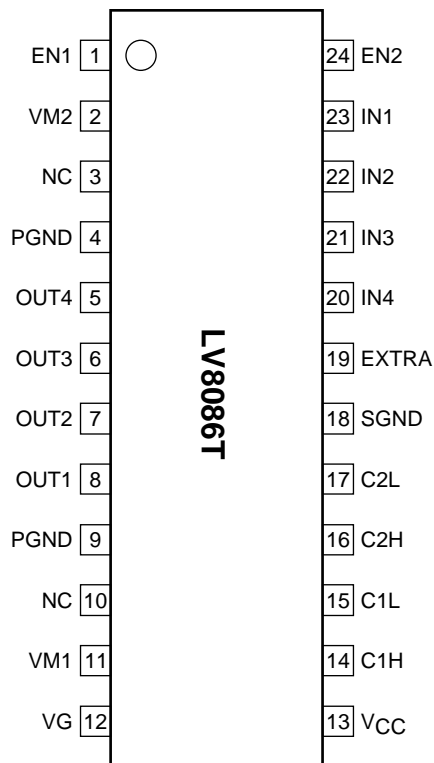 EN1 1 24 EN2
VM2 2 23 IN1
NC 3 22 IN2
PGND 4 21 IN3
OUT4 5 20 IN4
OUT3 6 19 EXTRA
OUT2 7 18 SGND
OUT1 8 17 C2L
PGND 9 16 C2H
NC 10 15 C1L
VM1 11 14 C1H
VG 12 13 VCC
LV8086T